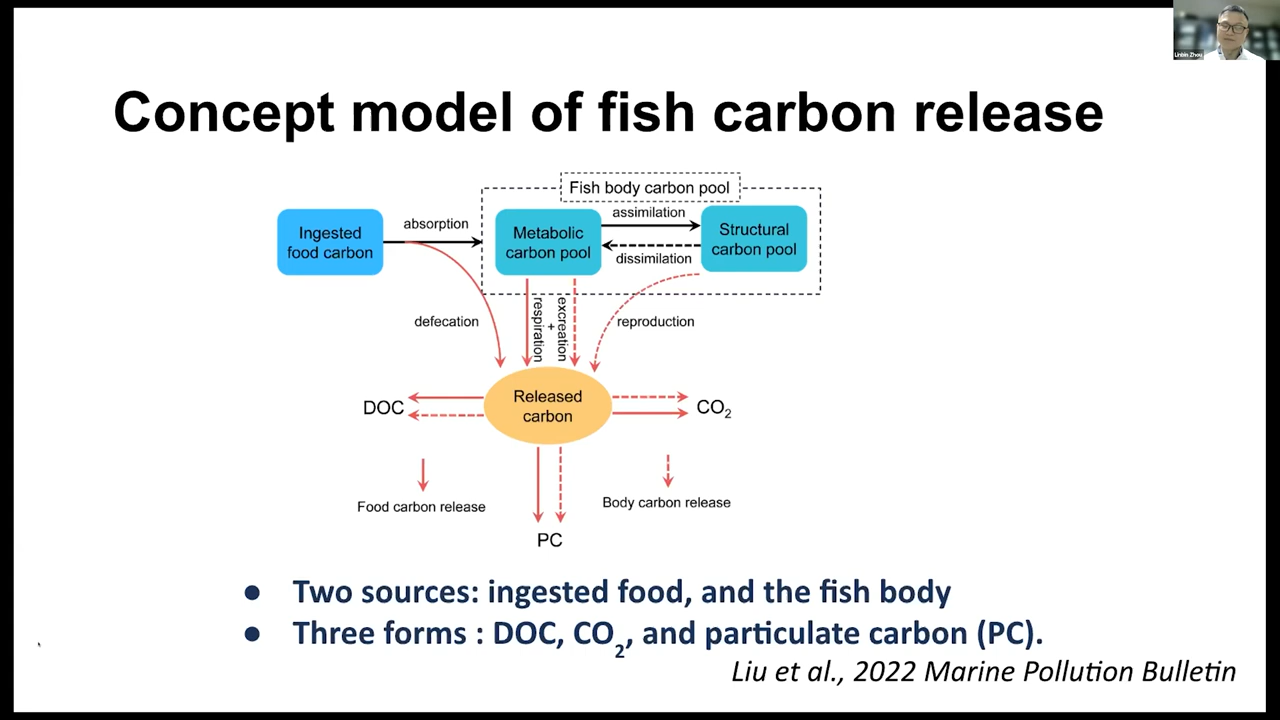 Linbin Zhou
Concept model of fish carbon release
Fish body carbon pool
Ingested
food carbon
absorption
Metabolic
carbon pool
assimilation
dissimilation
Structural
carbon pool
defecation
respiration
+
excreation
reproduction
Released
carbon
DOC
CO₂
Food carbon release
Body carbon release
PC
● Two sources: ingested food, and the fish body
● Three forms : DOC, CO₂, and particulate carbon (PC).
Liu et al., 2022 Marine Pollution Bulletin